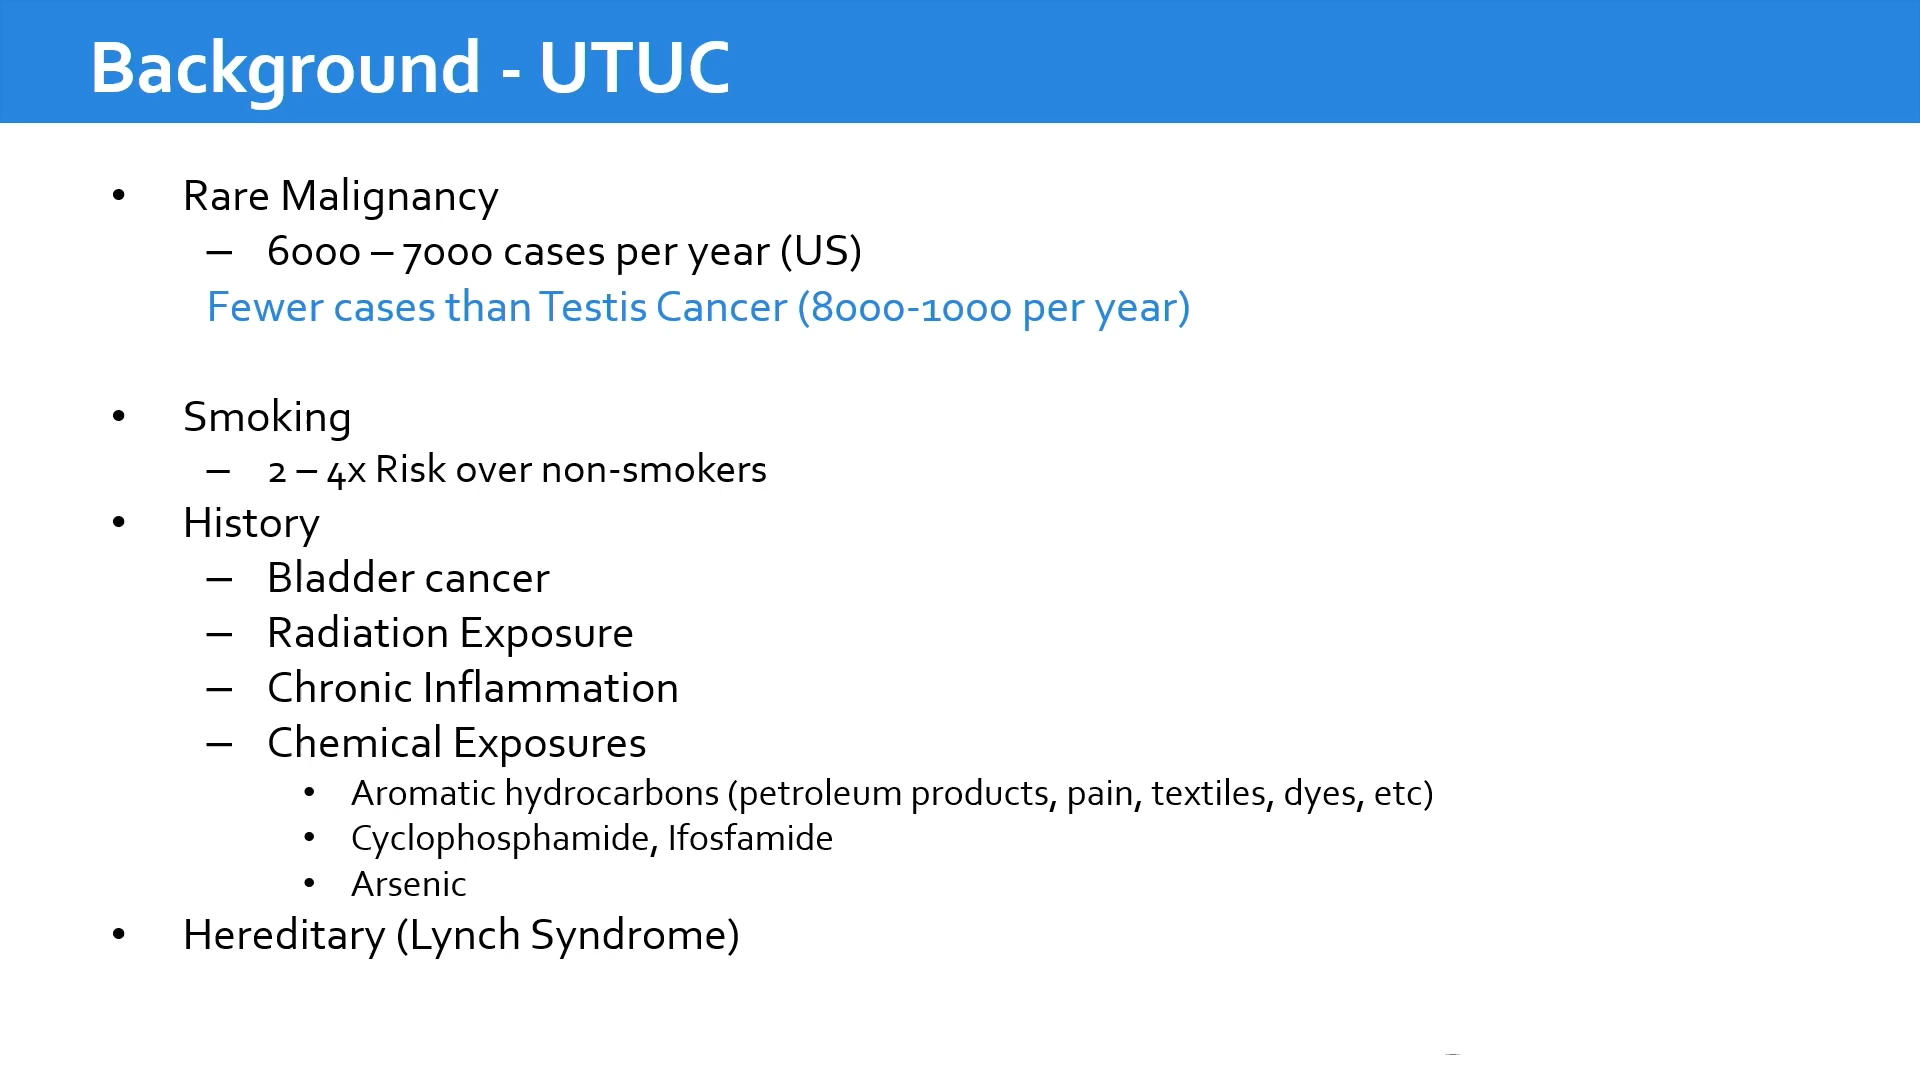 Background - UTUC
• Rare Malignancy
– 6000 – 7000 cases per year (US)
Fewer cases than Testis Cancer (8000-1000 per year)
• Smoking
– 2 – 4x Risk over non-smokers
• History
– Bladder cancer
– Radiation Exposure
– Chronic Inflammation
– Chemical Exposures
• Aromatic hydrocarbons (petroleum products, pain, textiles, dyes, etc)
• Cyclophosphamide, Ifosfamide
• Arsenic
• Hereditary (Lynch Syndrome)